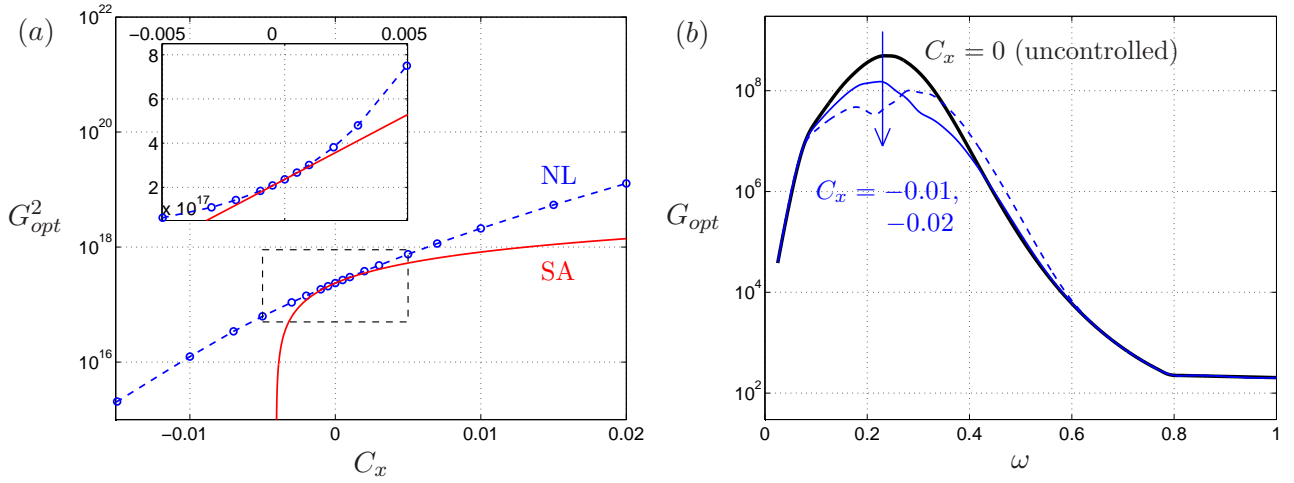 (a)
10^22
10^20
10^18
10^16
G^2_opt
−0.005
0
0.005
8
6
4
2
x 10^17
NL
SA
−0.01
0
0.01
0.02
C_x
(b)
C_x = 0 (uncontrolled)
10^8
10^6
10^4
10^2
G_opt
C_x = −0.01,
−0.02
0
0.2
0.4
0.6
0.8
1
ω